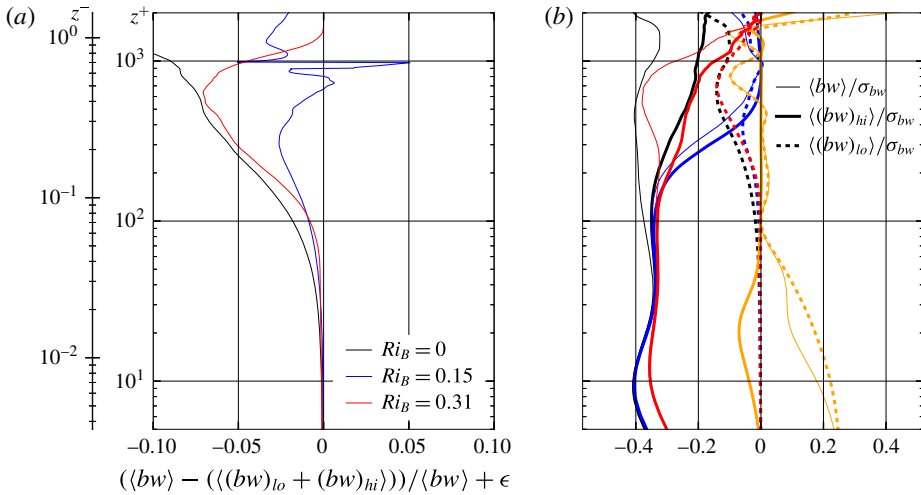 (a)
z⁻
z⁺
(b)
10⁰
10³
10⁻¹
10²
10⁻²
10¹
⟨bw⟩/σ_bw
⟨(bw)_hi⟩/σ_bw
⟨(bw)_lo⟩/σ_bw
Ri_B = 0
Ri_B = 0.15
Ri_B = 0.31
−0.10 −0.05 0 0.05 0.10
−0.4 −0.2 0 0.2 0.4
(⟨bw⟩ − (⟨(bw)_lo + (bw)_hi⟩))/⟨bw⟩ + ϵ